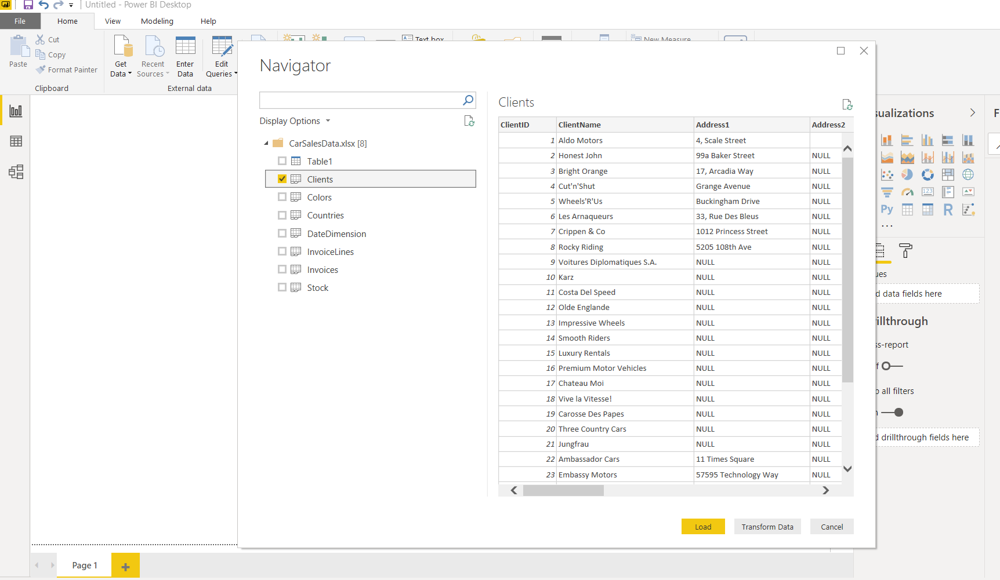 Untitled - Power BI Desktop
File Home View Modeling Help
Paste
Cut
Copy
Format Painter
Clipboard
Get Data
Recent Sources
Enter Data
Edit Queries
External data
Text box
New Measure
Navigator
Display Options
CarSalesData.xlsx [8]
Table1
Clients
Colors
Countries
DateDimension
InvoiceLines
Invoices
Stock
Clients
ClientID ClientName Address1 Address2
1 Aldo Motors 4, Scale Street
2 Honest John 99a Baker Street NULL
3 Bright Orange 17, Arcadia Way NULL
4 Cut'n'Shut Grange Avenue NULL
5 Wheels'R'Us Buckingham Drive NULL
6 Les Arnaqueurs 33, Rue Des Bleus NULL
7 Crippen & Co 1012 Princess Street NULL
8 Rocky Riding 5205 108th Ave NULL
9 Voitures Diplomatiques S.A. NULL NULL
10 Karz NULL NULL
11 Costa Del Speed NULL NULL
12 Olde Englande NULL NULL
13 Impressive Wheels NULL NULL
14 Smooth Riders NULL NULL
15 Luxury Rentals NULL NULL
16 Premium Motor Vehicles NULL NULL
17 Chateau Moi NULL NULL
18 Vive la Vitesse! NULL NULL
19 Carosse Des Papes NULL NULL
20 Three Country Cars NULL NULL
21 Jungfrau NULL NULL
22 Ambassador Cars 11 Times Square NULL
23 Embassy Motors 57595 Technology Way NULL
Load Transform Data Cancel
sualizations
F
123
Py R
...
ues
d data fields here
illthrough
ss-report
f
o all filters
n
d drillthrough fields here
Page 1
+